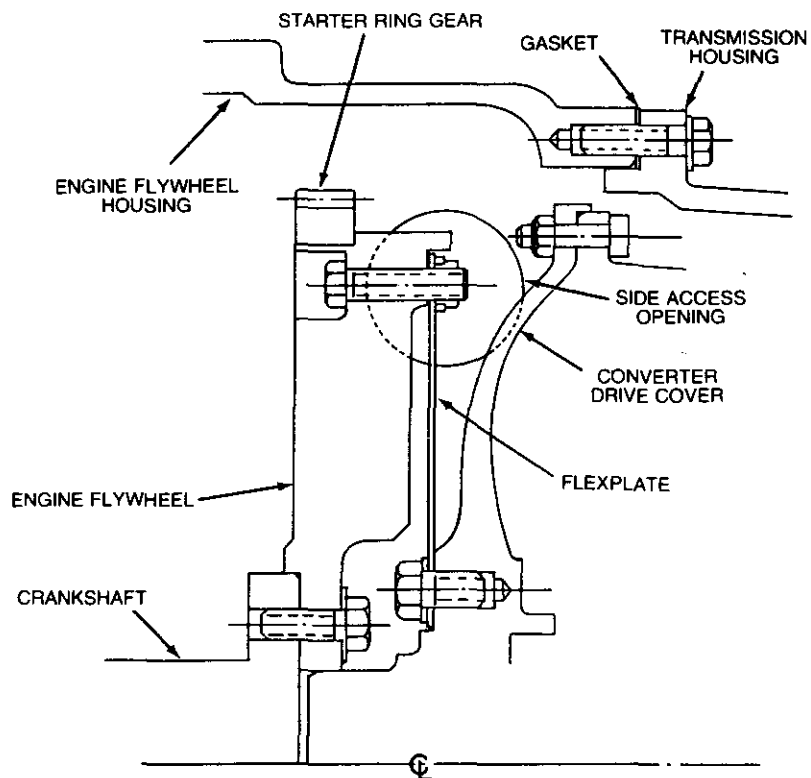 STARTER RING GEAR
GASKET
TRANSMISSION
HOUSING
ENGINE FLYWHEEL
HOUSING
SIDE ACCESS
OPENING
CONVERTER
DRIVE COVER
FLEXPLATE
ENGINE FLYWHEEL
CRANKSHAFT
℄